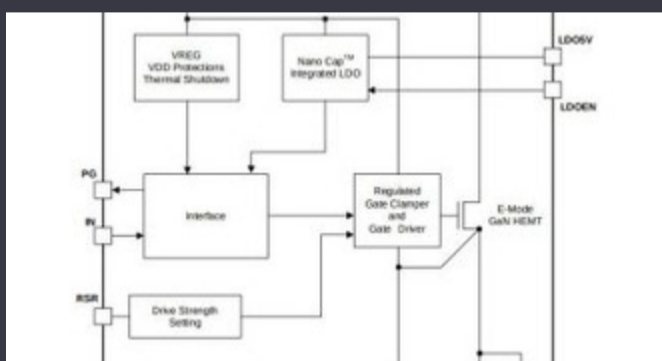 LDO5V
VREG
VDD Protections
Thermal Shutdown
Nano Cap™
Integrated LDO
LDOEN
PG
Interface
Regulated
Gate Clamper
and
Gate Driver
E-Mode
GaN HEMT
IN
RSR
Drive Strength
Setting